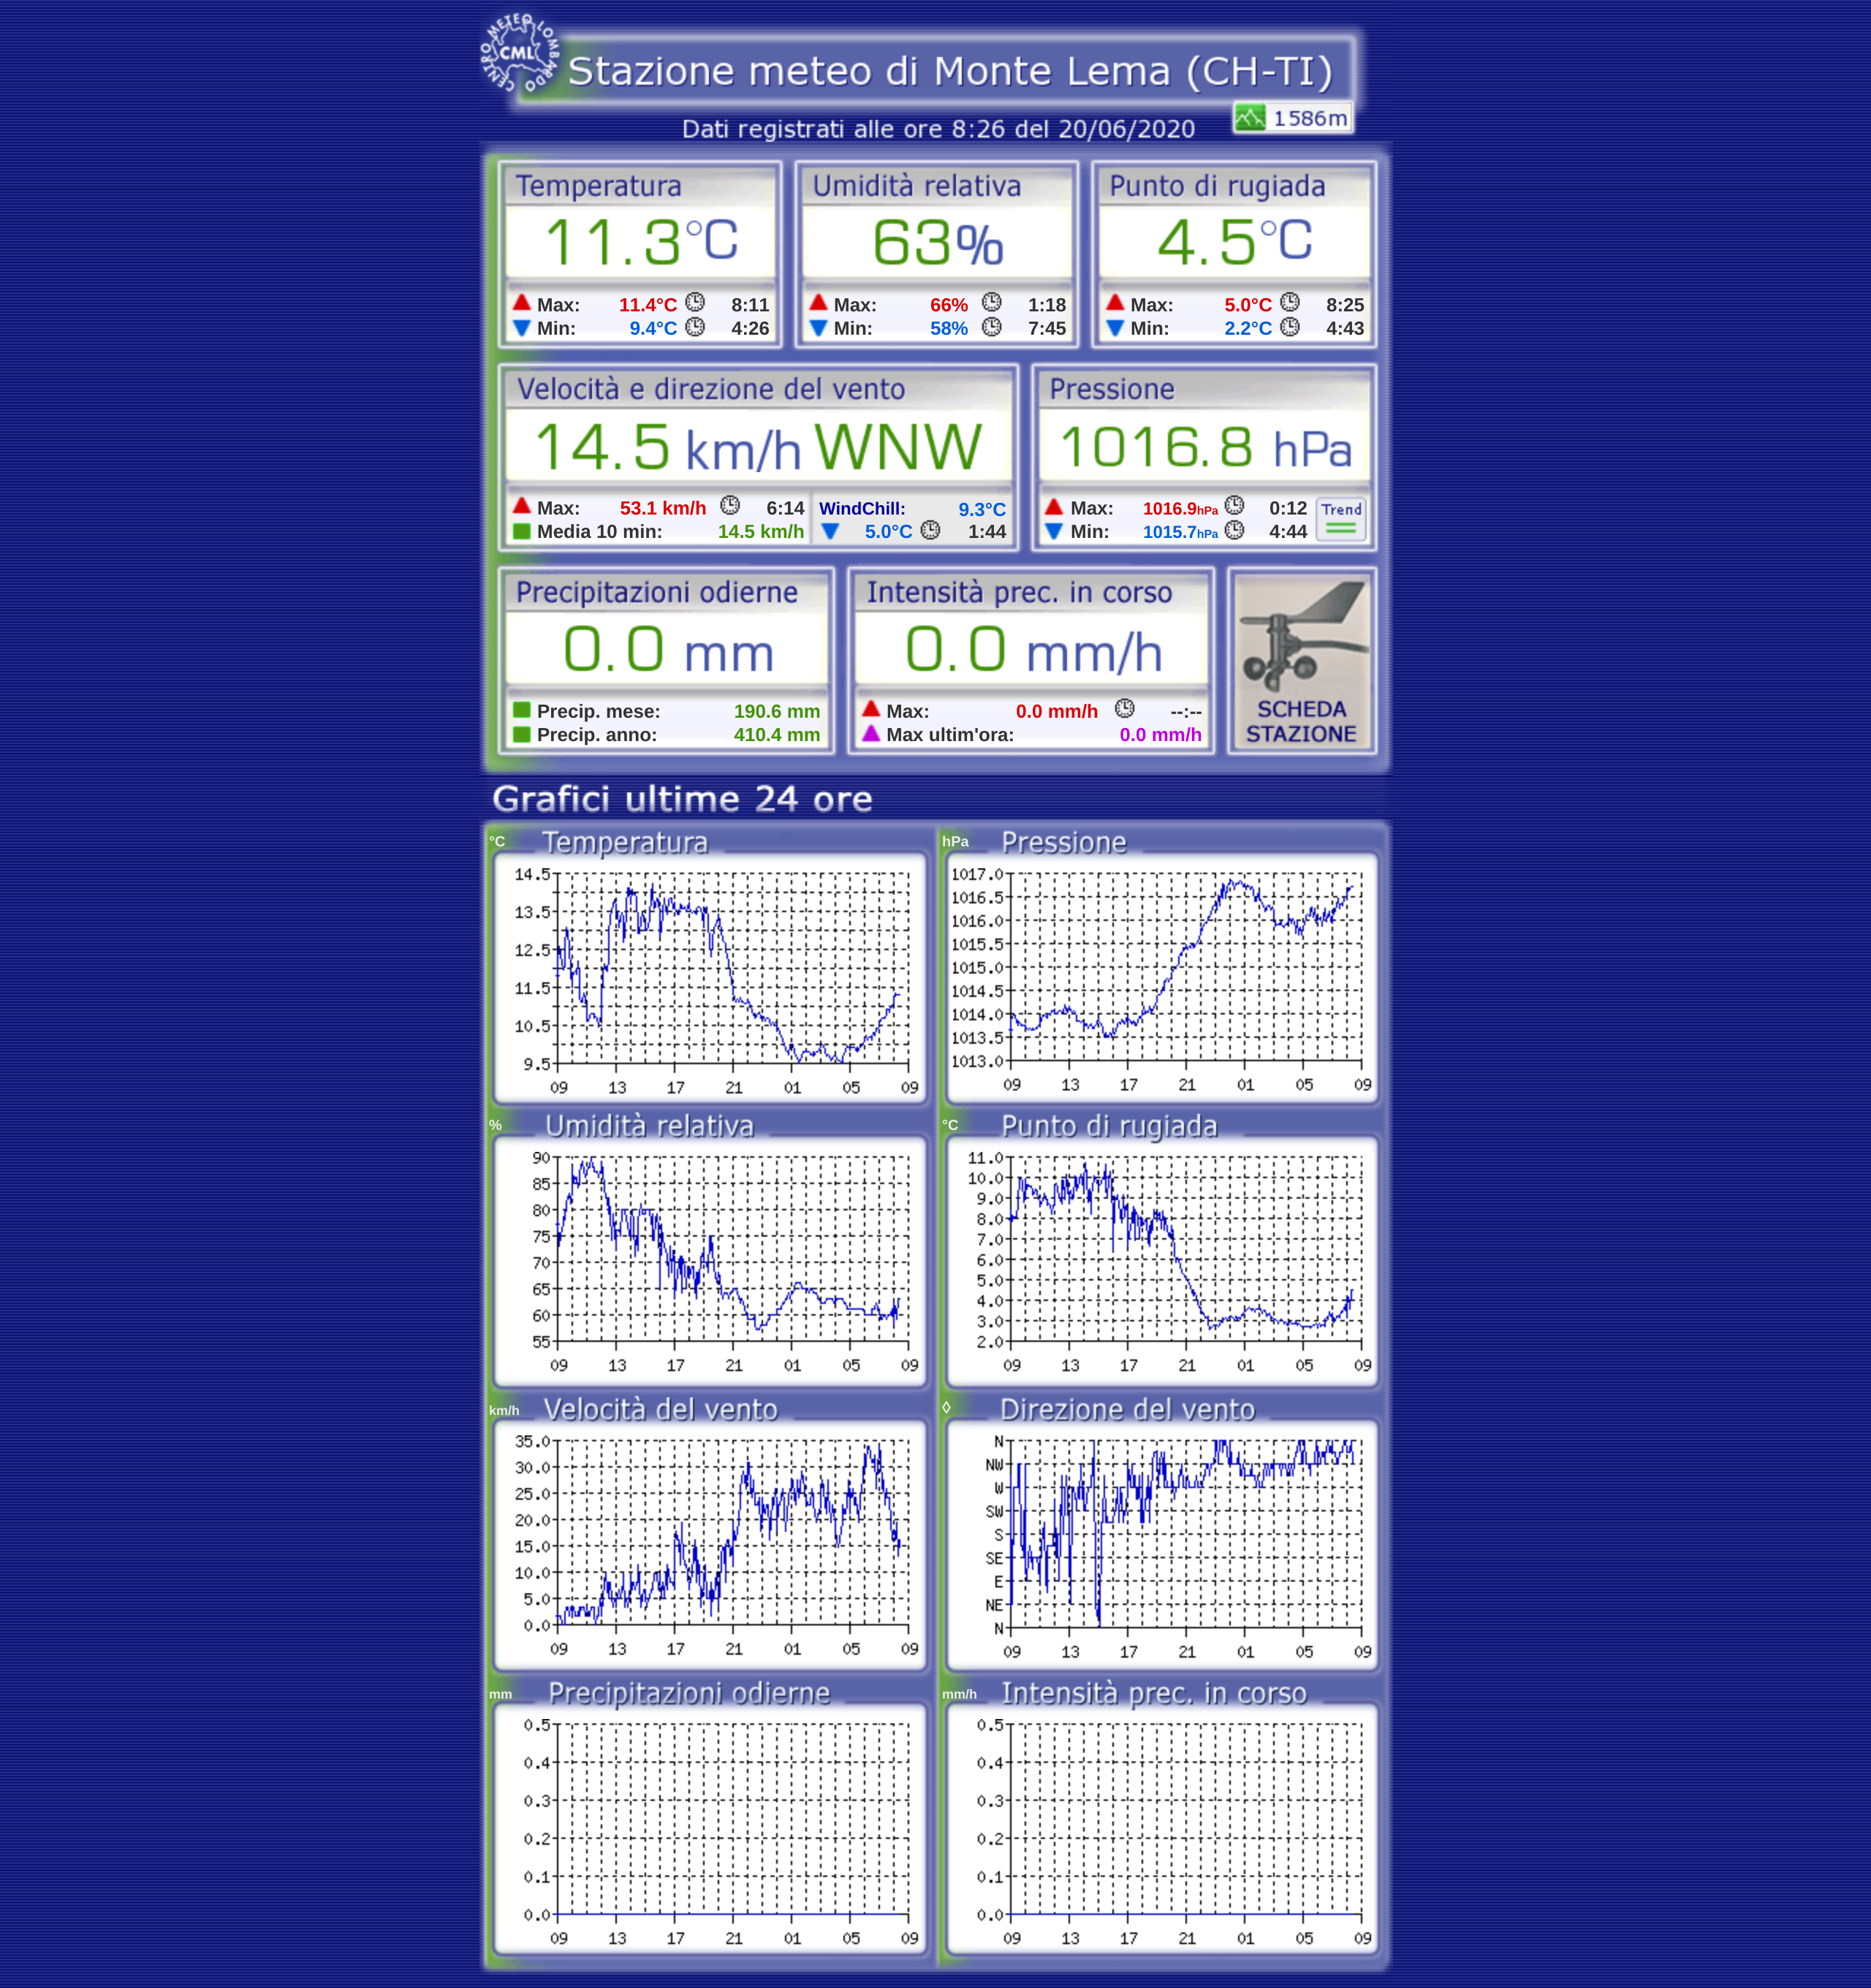 CENTRO METEO LOMBARDO
CML
Stazione meteo di Monte Lema (CH-TI)
1586m
Dati registrati alle ore 8:26 del 20/06/2020
Temperatura Umidità relativa Punto di rugiada
11.3°C 63% 4.5°C
Max: 11.4°C 8:11 Max: 66% 1:18 Max: 5.0°C 8:25
Min: 9.4°C 4:26 Min: 58% 7:45 Min: 2.2°C 4:43
Velocità e direzione del vento Pressione
14.5 km/h WNW 1016.8 hPa
Max: 53.1 km/h 6:14 WindChill: 9.3°C Max: 1016.9hPa 0:12 Trend
Media 10 min: 14.5 km/h 5.0°C 1:44 Min: 1015.7hPa 4:44
Precipitazioni odierne Intensità prec. in corso
0.0 mm 0.0 mm/h
Precip. mese: 190.6 mm Max: 0.0 mm/h --:-- SCHEDA
Precip. anno: 410.4 mm Max ultim'ora: 0.0 mm/h STAZIONE
Grafici ultime 24 ore
°C Temperatura
14.5
13.5
12.5
11.5
10.5
9.5
09 13 17 21 01 05 09
hPa Pressione
1017.0
1016.5
1016.0
1015.5
1015.0
1014.5
1014.0
1013.5
1013.0
09 13 17 21 01 05 09
% Umidità relativa
90
85
80
75
70
65
60
55
09 13 17 21 01 05 09
°C Punto di rugiada
11.0
10.0
9.0
8.0
7.0
6.0
5.0
4.0
3.0
2.0
09 13 17 21 01 05 09
km/h Velocità del vento
35.0
30.0
25.0
20.0
15.0
10.0
5.0
0.0
09 13 17 21 01 05 09
◊ Direzione del vento
N
NW
W
SW
S
SE
E
NE
N
09 13 17 21 01 05 09
mm Precipitazioni odierne
0.5
0.4
0.3
0.2
0.1
0.0
09 13 17 21 01 05 09
mm/h Intensità prec. in corso
0.5
0.4
0.3
0.2
0.1
0.0
09 13 17 21 01 05 09